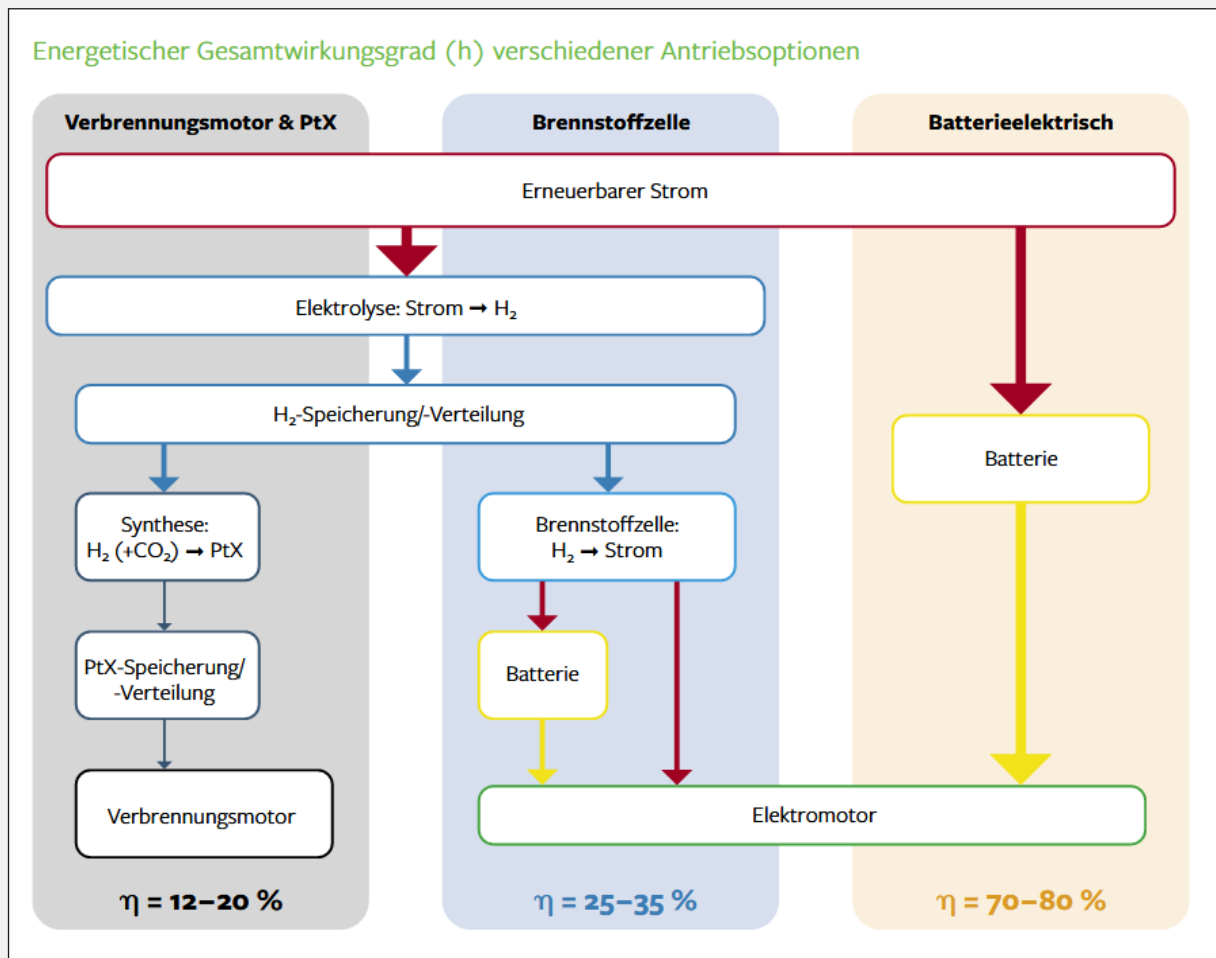 Energetischer Gesamtwirkungsgrad (h) verschiedener Antriebsoptionen
Verbrennungsmotor & PtX
Brennstoffzelle
Batterieelektrisch
Erneuerbarer Strom
Elektrolyse: Strom → H₂
H₂-Speicherung/-Verteilung
Synthese:
H₂ (+CO₂) → PtX
Brennstoffzelle:
H₂ → Strom
Batterie
PtX-Speicherung/
-Verteilung
Batterie
Verbrennungsmotor
Elektromotor
η = 12–20 %
η = 25–35 %
η = 70–80 %